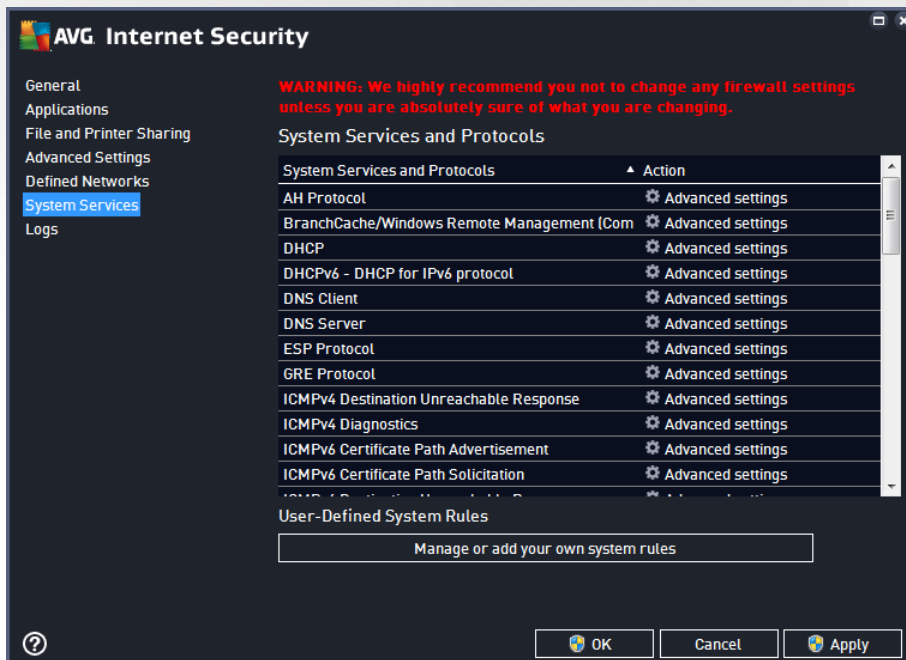 AVG Internet Security
General
Applications
File and Printer Sharing
Advanced Settings
Defined Networks
System Services
Logs
WARNING: We highly recommend you not to change any firewall settings
unless you are absolutely sure of what you are changing.
System Services and Protocols
System Services and Protocols Action
AH Protocol Advanced settings
BranchCache/Windows Remote Management (Com Advanced settings
DHCP Advanced settings
DHCPv6 - DHCP for IPv6 protocol Advanced settings
DNS Client Advanced settings
DNS Server Advanced settings
ESP Protocol Advanced settings
GRE Protocol Advanced settings
ICMPv4 Destination Unreachable Response Advanced settings
ICMPv4 Diagnostics Advanced settings
ICMPv6 Certificate Path Advertisement Advanced settings
ICMPv6 Certificate Path Solicitation Advanced settings
User-Defined System Rules
Manage or add your own system rules
OK Cancel Apply